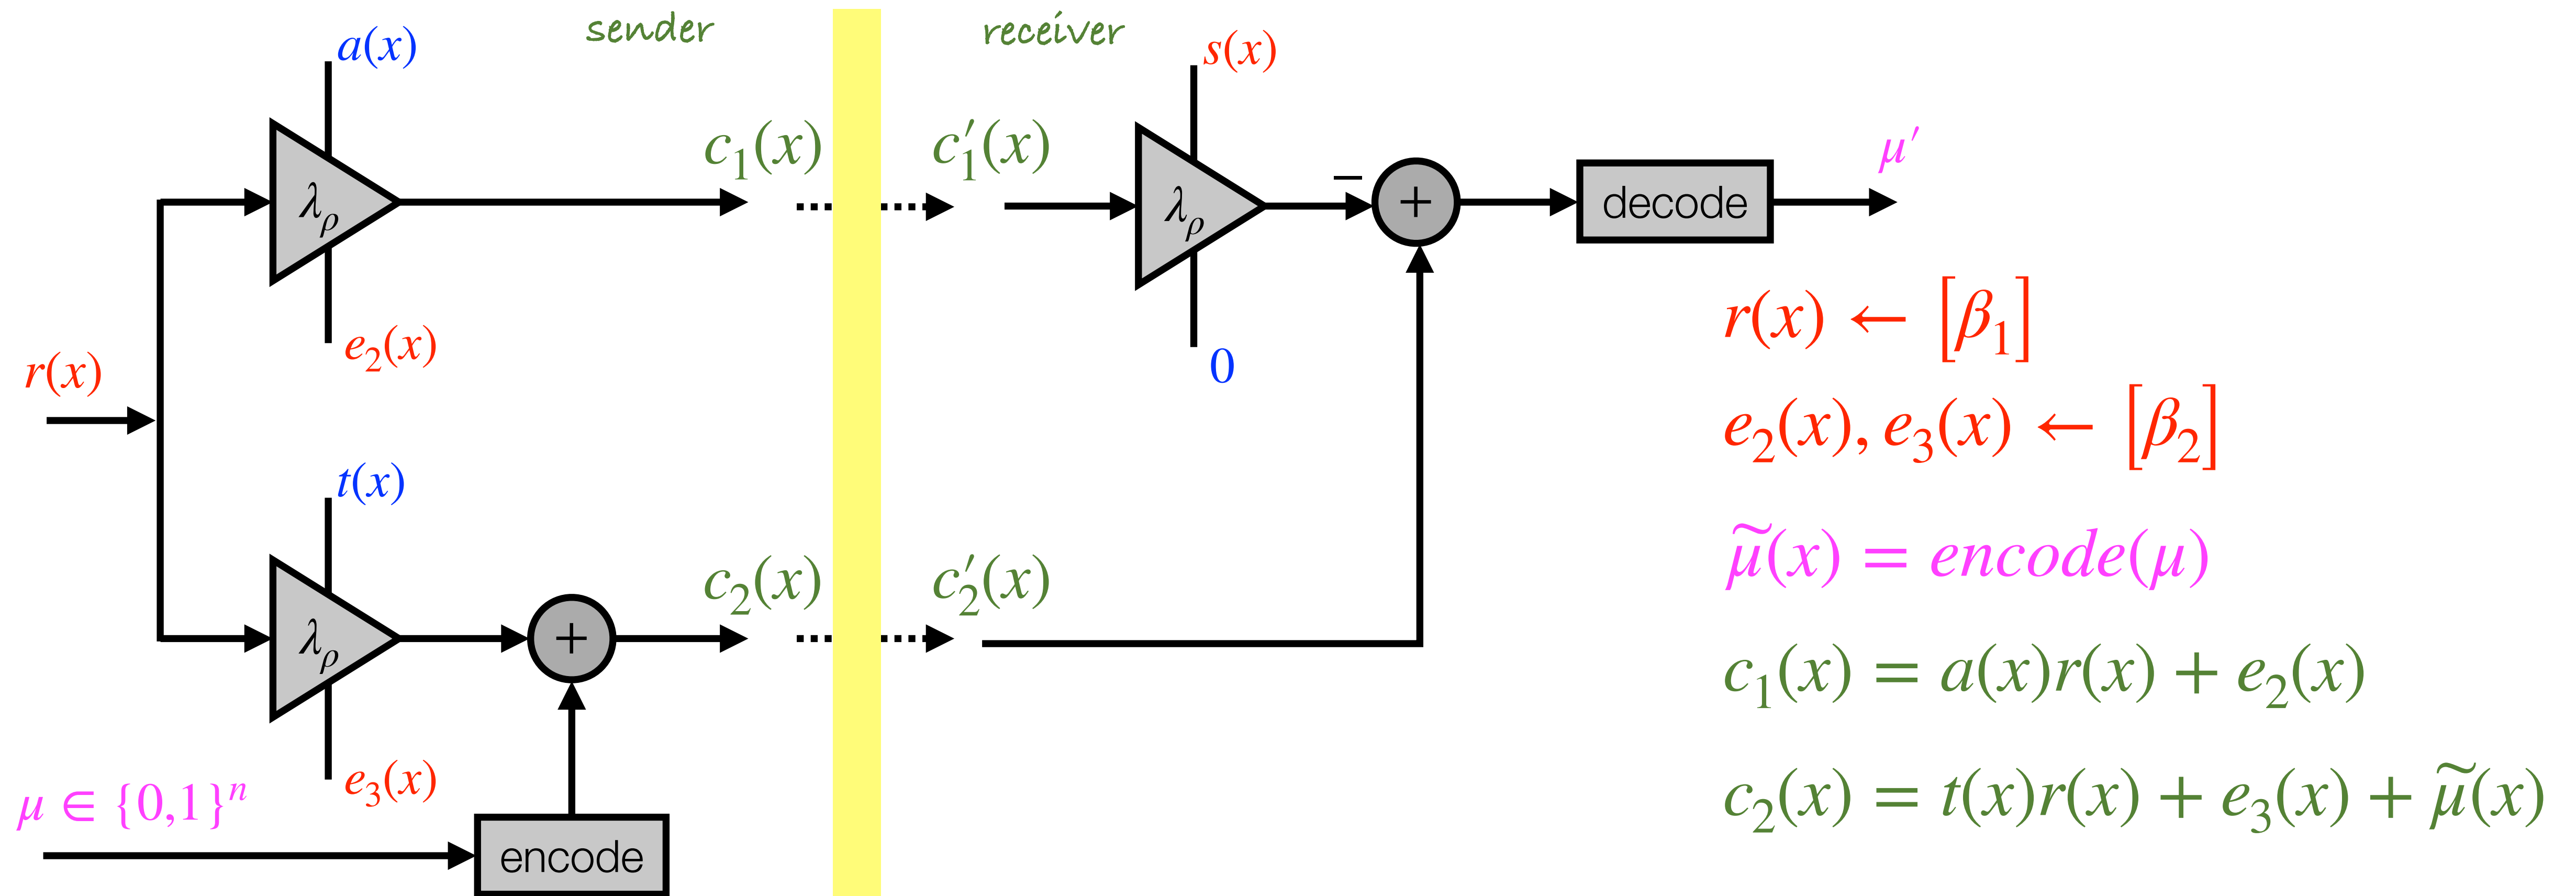 sender receiver
a(x) s(x)
c₁(x) c₁′(x) μ′
λᵨ λᵨ − + decode
r(x) ← [β₁]
e₂(x) 0
r(x)
e₂(x), e₃(x) ← [β₂]
t(x)
μ̃(x) = encode(μ)
c₂(x) c₂′(x)
λᵨ +
c₁(x) = a(x)r(x) + e₂(x)
e₃(x)
μ ∈ {0,1}ⁿ
c₂(x) = t(x)r(x) + e₃(x) + μ̃(x)
encode